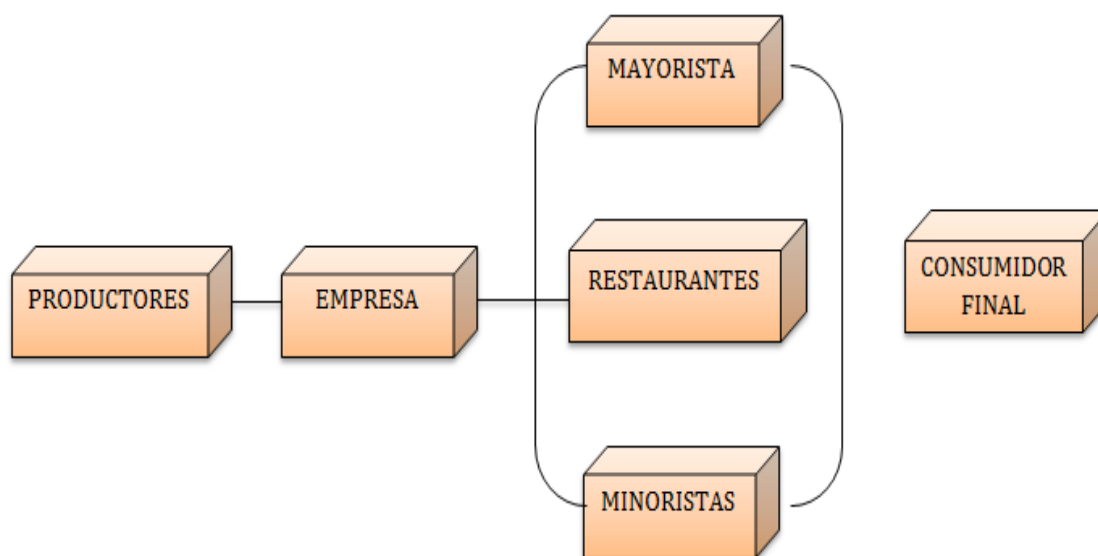 MAYORISTA
PRODUCTORES
EMPRESA
RESTAURANTES
CONSUMIDOR
FINAL
MINORISTAS